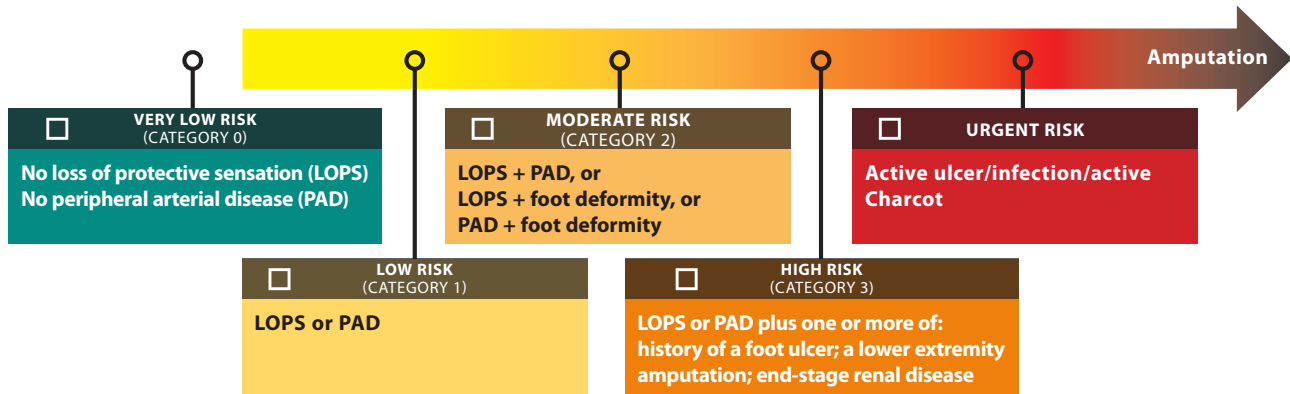 Amputation
VERY LOW RISK
(CATEGORY 0)
No loss of protective sensation (LOPS)
No peripheral arterial disease (PAD)
LOW RISK
(CATEGORY 1)
LOPS or PAD
MODERATE RISK
(CATEGORY 2)
LOPS + PAD, or
LOPS + foot deformity, or
PAD + foot deformity
HIGH RISK
(CATEGORY 3)
LOPS or PAD plus one or more of:
history of a foot ulcer; a lower extremity
amputation; end-stage renal disease
URGENT RISK
Active ulcer/infection/active
Charcot